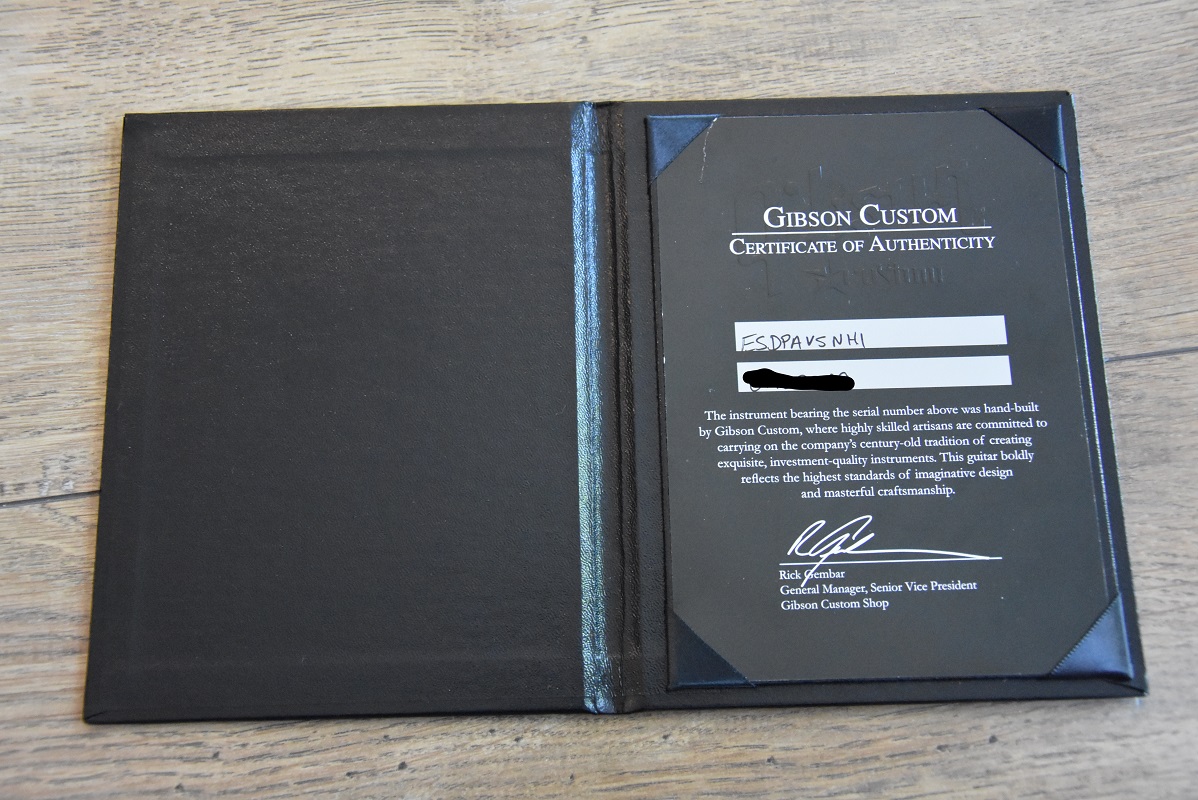 GIBSON CUSTOM
CERTIFICATE OF AUTHENTICITY
ESDPAVSNH1
The instrument bearing the serial number above was hand-built
by Gibson Custom, where highly skilled artisans are committed to
carrying on the company's century-old tradition of creating
exquisite, investment-quality instruments. This guitar boldly
reflects the highest standards of imaginative design
and masterful craftsmanship.
Rick Gembar
General Manager, Senior Vice President
Gibson Custom Shop